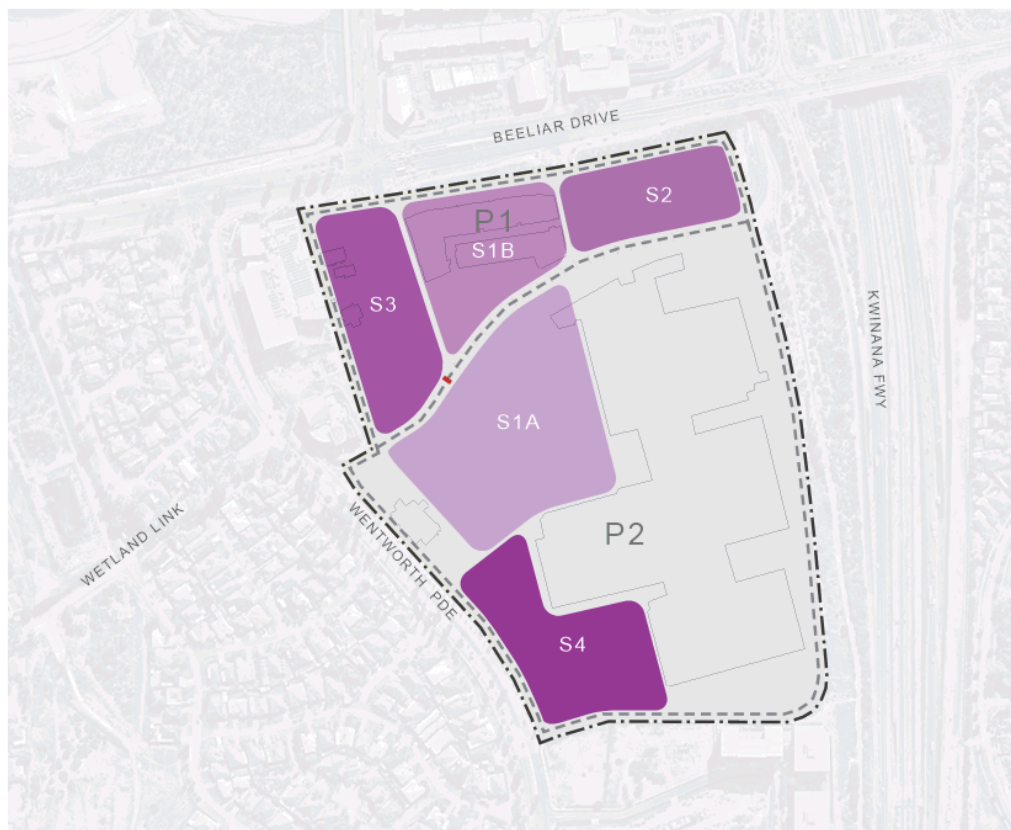 BEELIAR DRIVE
S2
P1
S1B
S3
KWINANA FWY
S1A
WETLAND LINK
WENTWORTH PDE
P2
S4